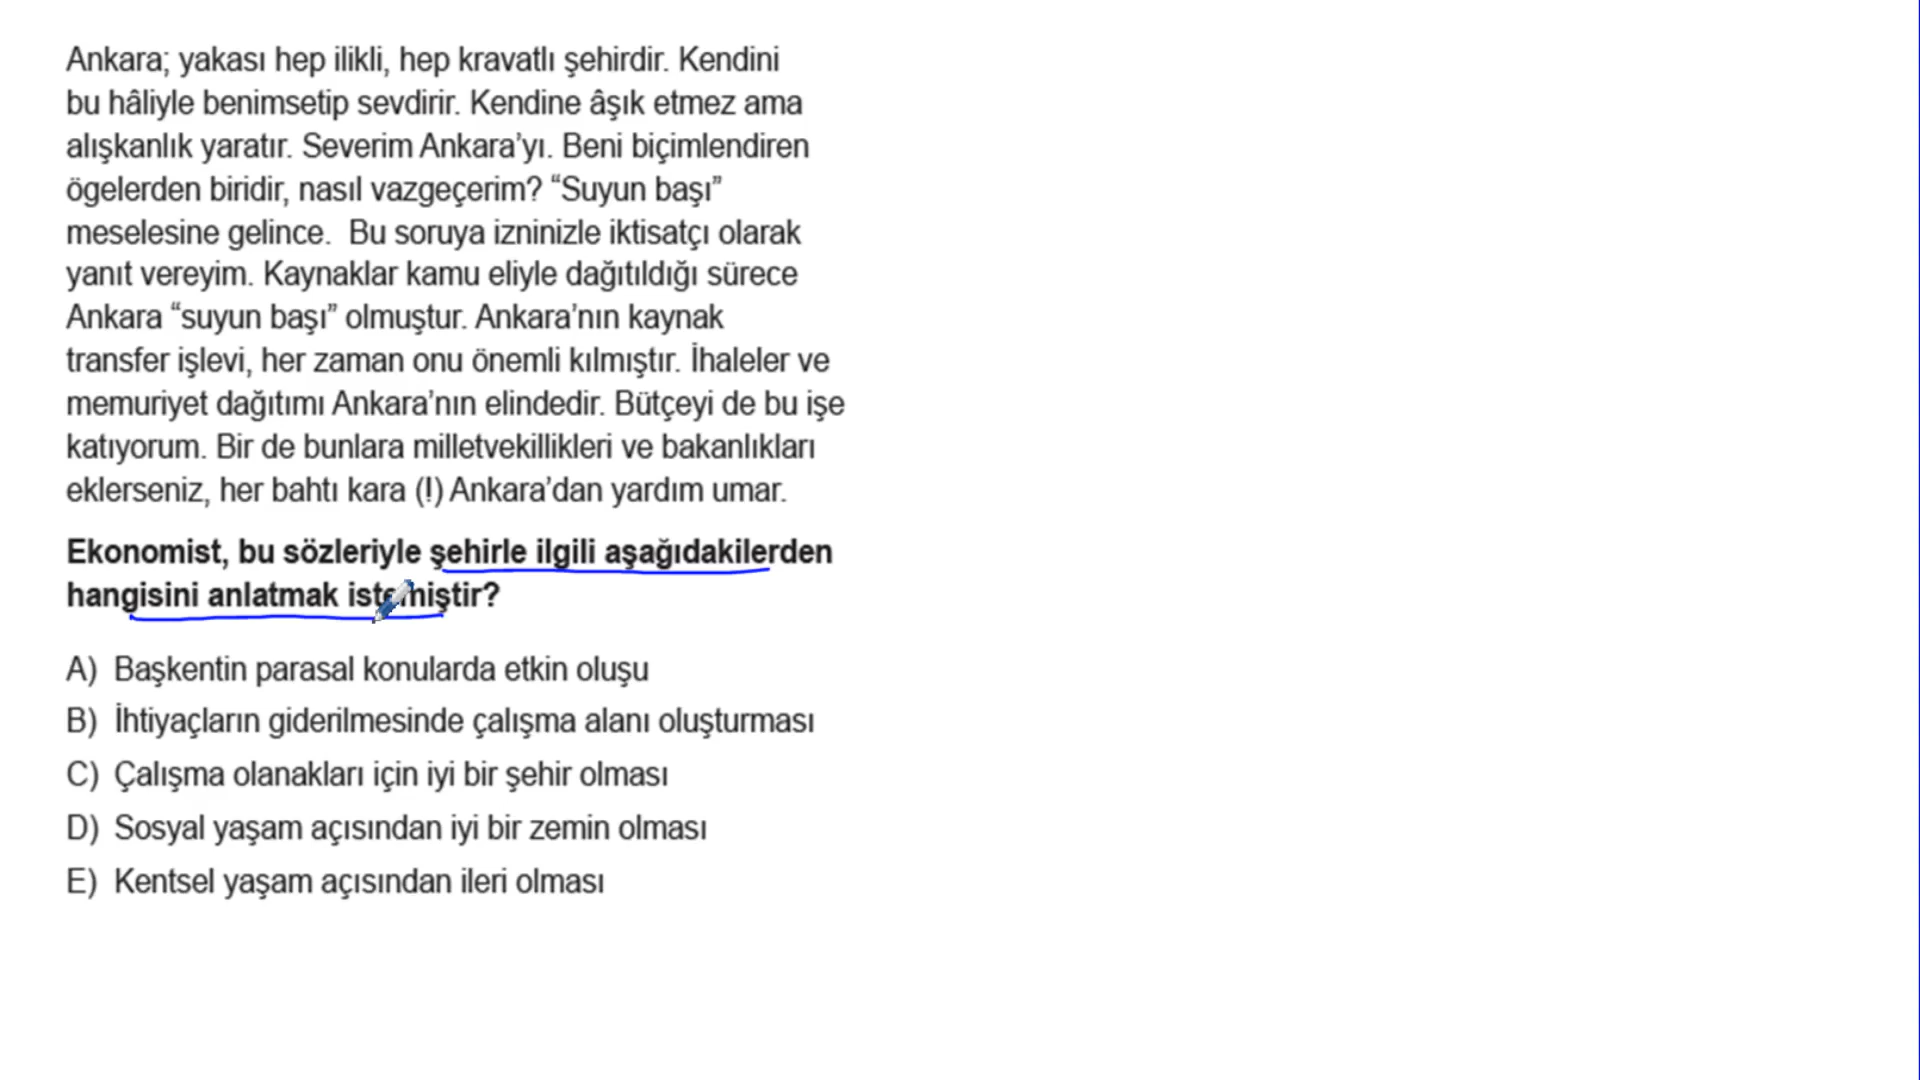 Ankara; yakası hep ilikli, hep kravatlı şehirdir. Kendini
bu hâliyle benimsetip sevdirir. Kendine âşık etmez ama
alışkanlık yaratır. Severim Ankara’yı. Beni biçimlendiren
ögelerden biridir, nasıl vazgeçerim? “Suyun başı”
meselesine gelince.  Bu soruya izninizle iktisatçı olarak
yanıt vereyim. Kaynaklar kamu eliyle dağıtıldığı sürece
Ankara “suyun başı” olmuştur. Ankara’nın kaynak
transfer işlevi, her zaman onu önemli kılmıştır. İhaleler ve
memuriyet dağıtımı Ankara’nın elindedir. Bütçeyi de bu işe
katıyorum. Bir de bunlara milletvekillikleri ve bakanlıkları
eklerseniz, her bahtı kara (!) Ankara’dan yardım umar.
Ekonomist, bu sözleriyle şehirle ilgili aşağıdakilerden
hangisini anlatmak istemiştir?
A) Başkentin parasal konularda etkin oluşu
B) İhtiyaçların giderilmesinde çalışma alanı oluşturması
C) Çalışma olanakları için iyi bir şehir olması
D) Sosyal yaşam açısından iyi bir zemin olması
E) Kentsel yaşam açısından ileri olması